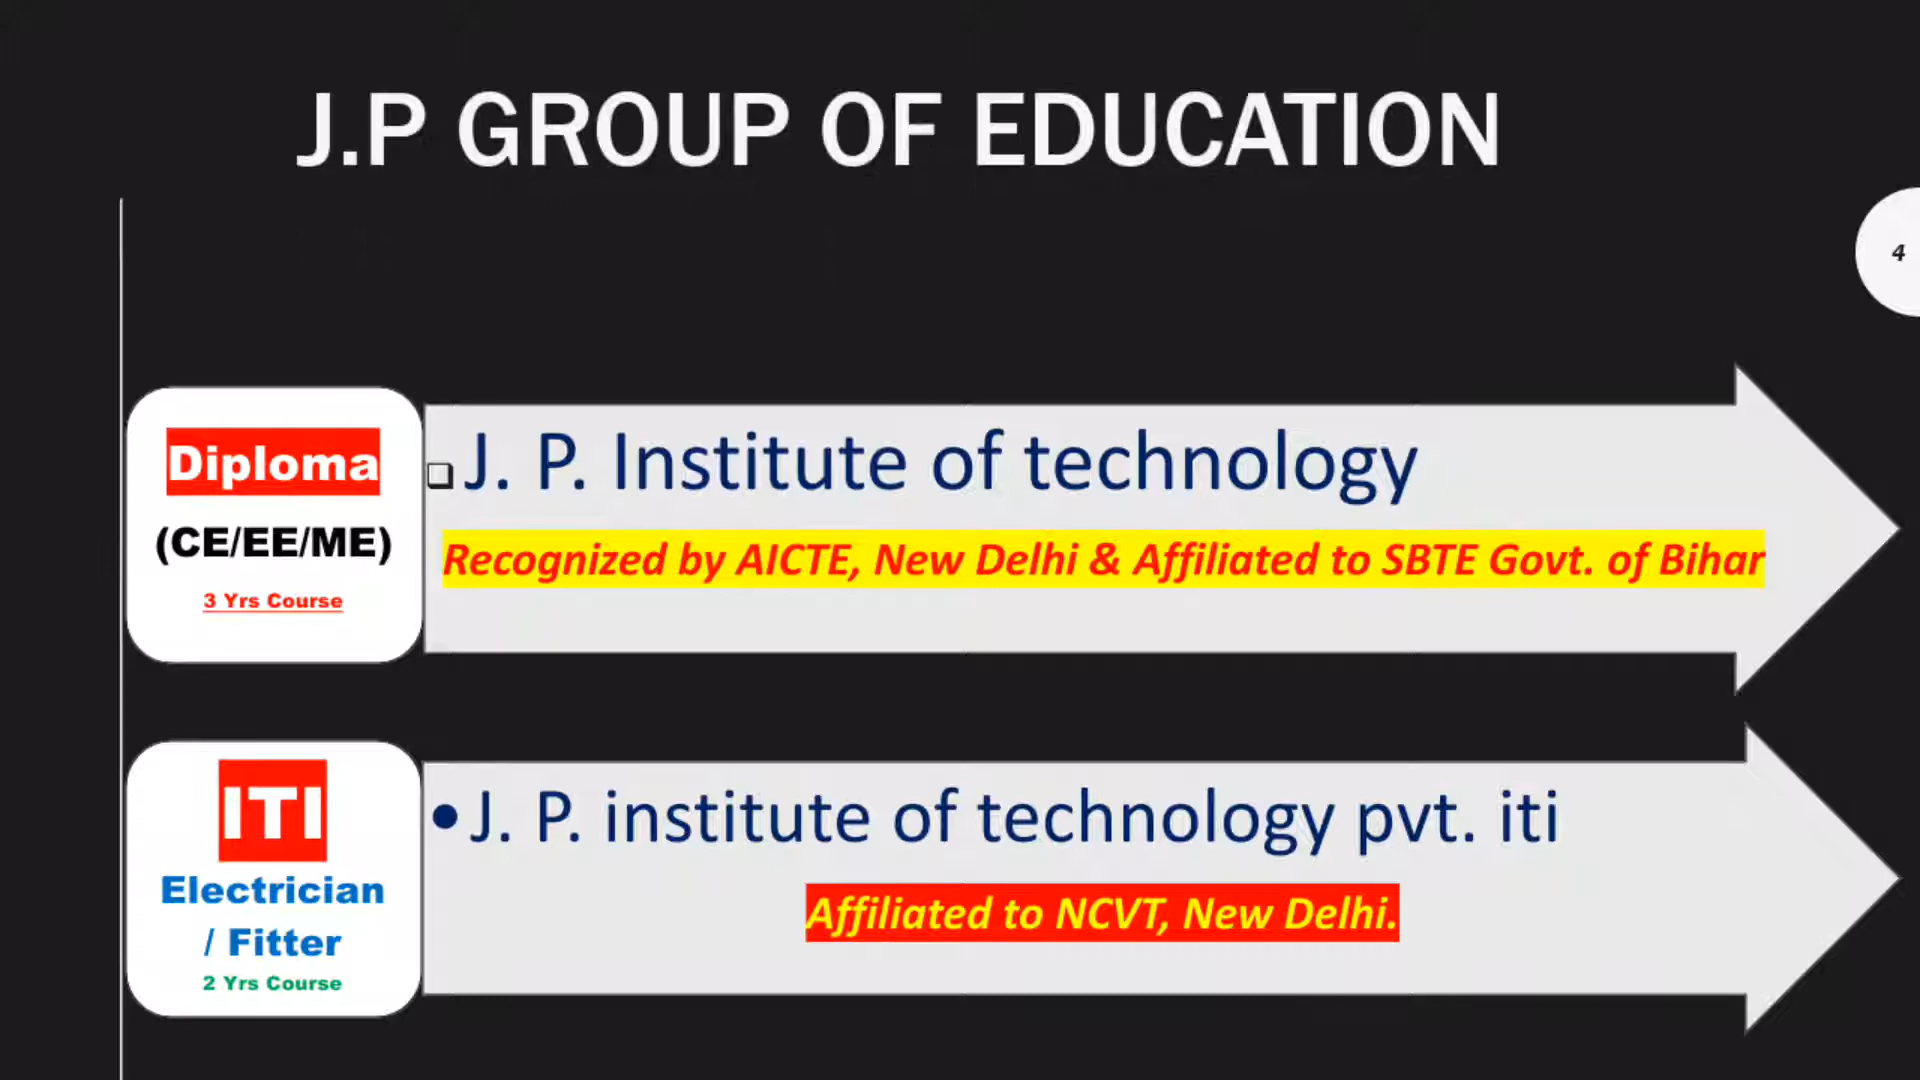 J.P GROUP OF EDUCATION
4
Diploma
(CE/EE/ME)
3 Yrs Course
J. P. Institute of technology
Recognized by AICTE, New Delhi & Affiliated to SBTE Govt. of Bihar
ITI
Electrician
/ Fitter
2 Yrs Course
J. P. institute of technology pvt. iti
Affiliated to NCVT, New Delhi.